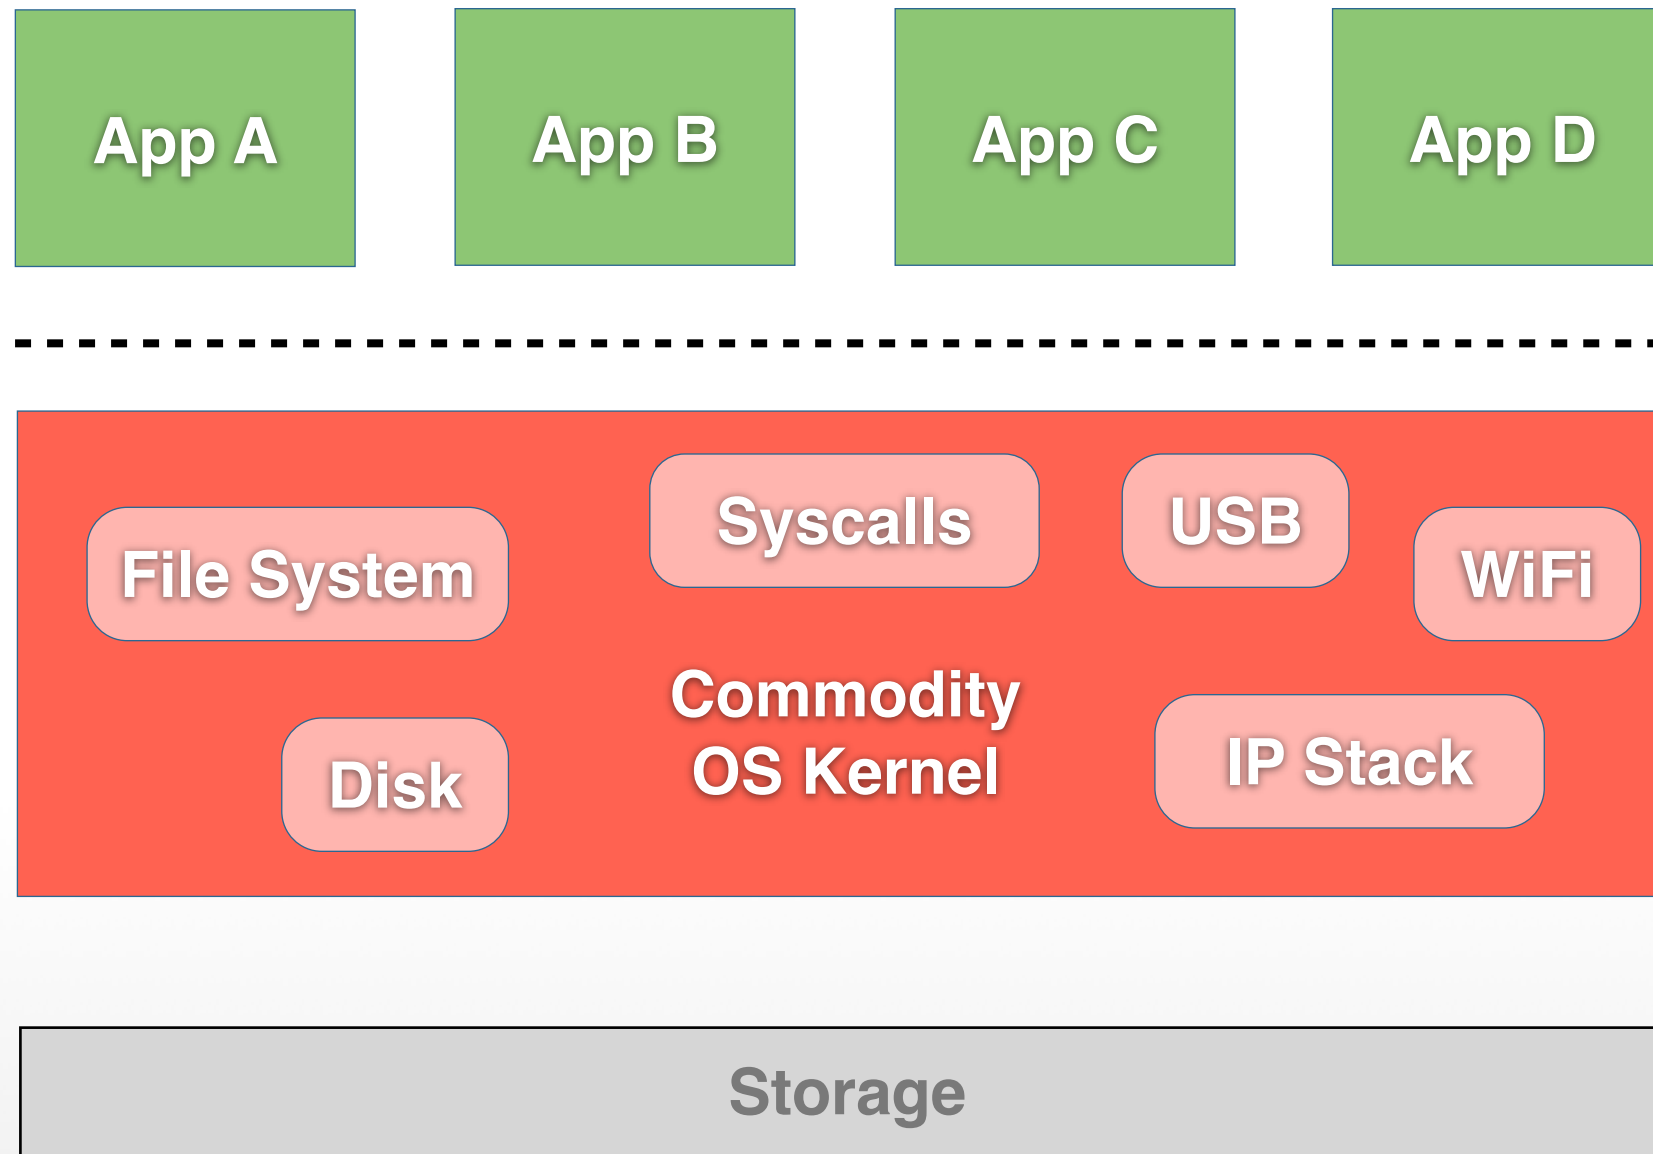 App A
App B
App C
App D
Syscalls
USB
File System
WiFi
Commodity
OS Kernel
IP Stack
Disk
Storage